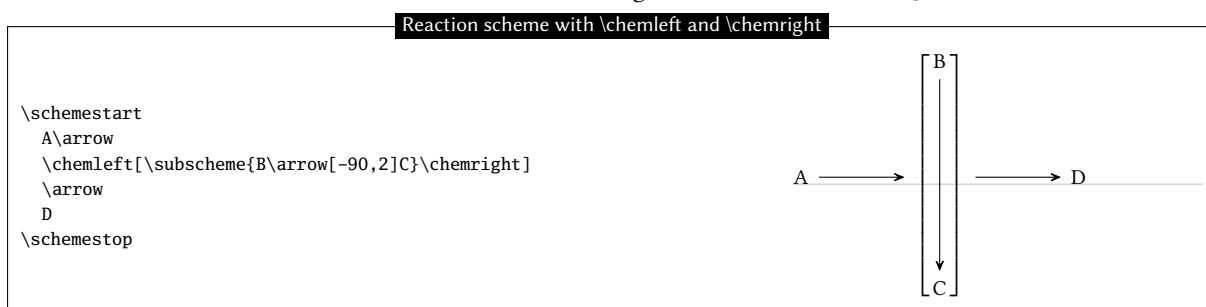 Reaction scheme with \chemleft and \chemright
\schemestart
A\arrow
\chemleft[\subscheme{B\arrow[-90,2]C}\chemright]
\arrow
D
\schemestop
B
A
D
C